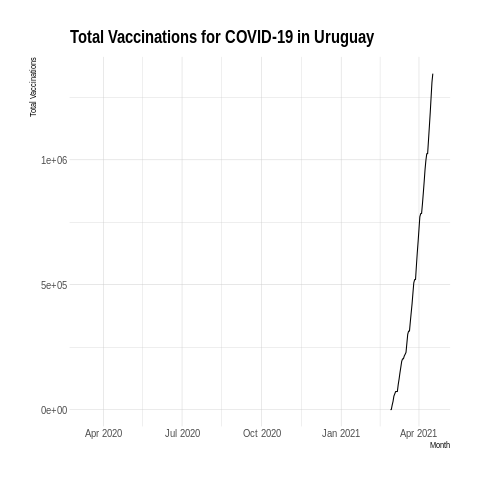 Total Vaccinations for COVID-19 in Uruguay
Total Vaccinations
1e+06
5e+05
0e+00
Apr 2020 Jul 2020 Oct 2020 Jan 2021 Apr 2021
Month